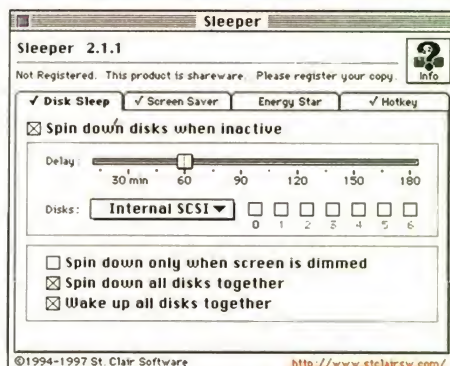 Sleeper
Sleeper 2.1.1
Info
Not Registered. This product is shareware. Please register your copy.
✓ Disk Sleep ✓ Screen Saver Energy Star ✓ Hotkey
Spin down disks when inactive
Delay:
30 min 60 90 120 150 180
Disks: Internal SCSI
0 1 2 3 4 5 6
Spin down only when screen is dimmed
Spin down all disks together
Wake up all disks together
©1994-1997 St. Clair Software http://www.stclairsw.com/